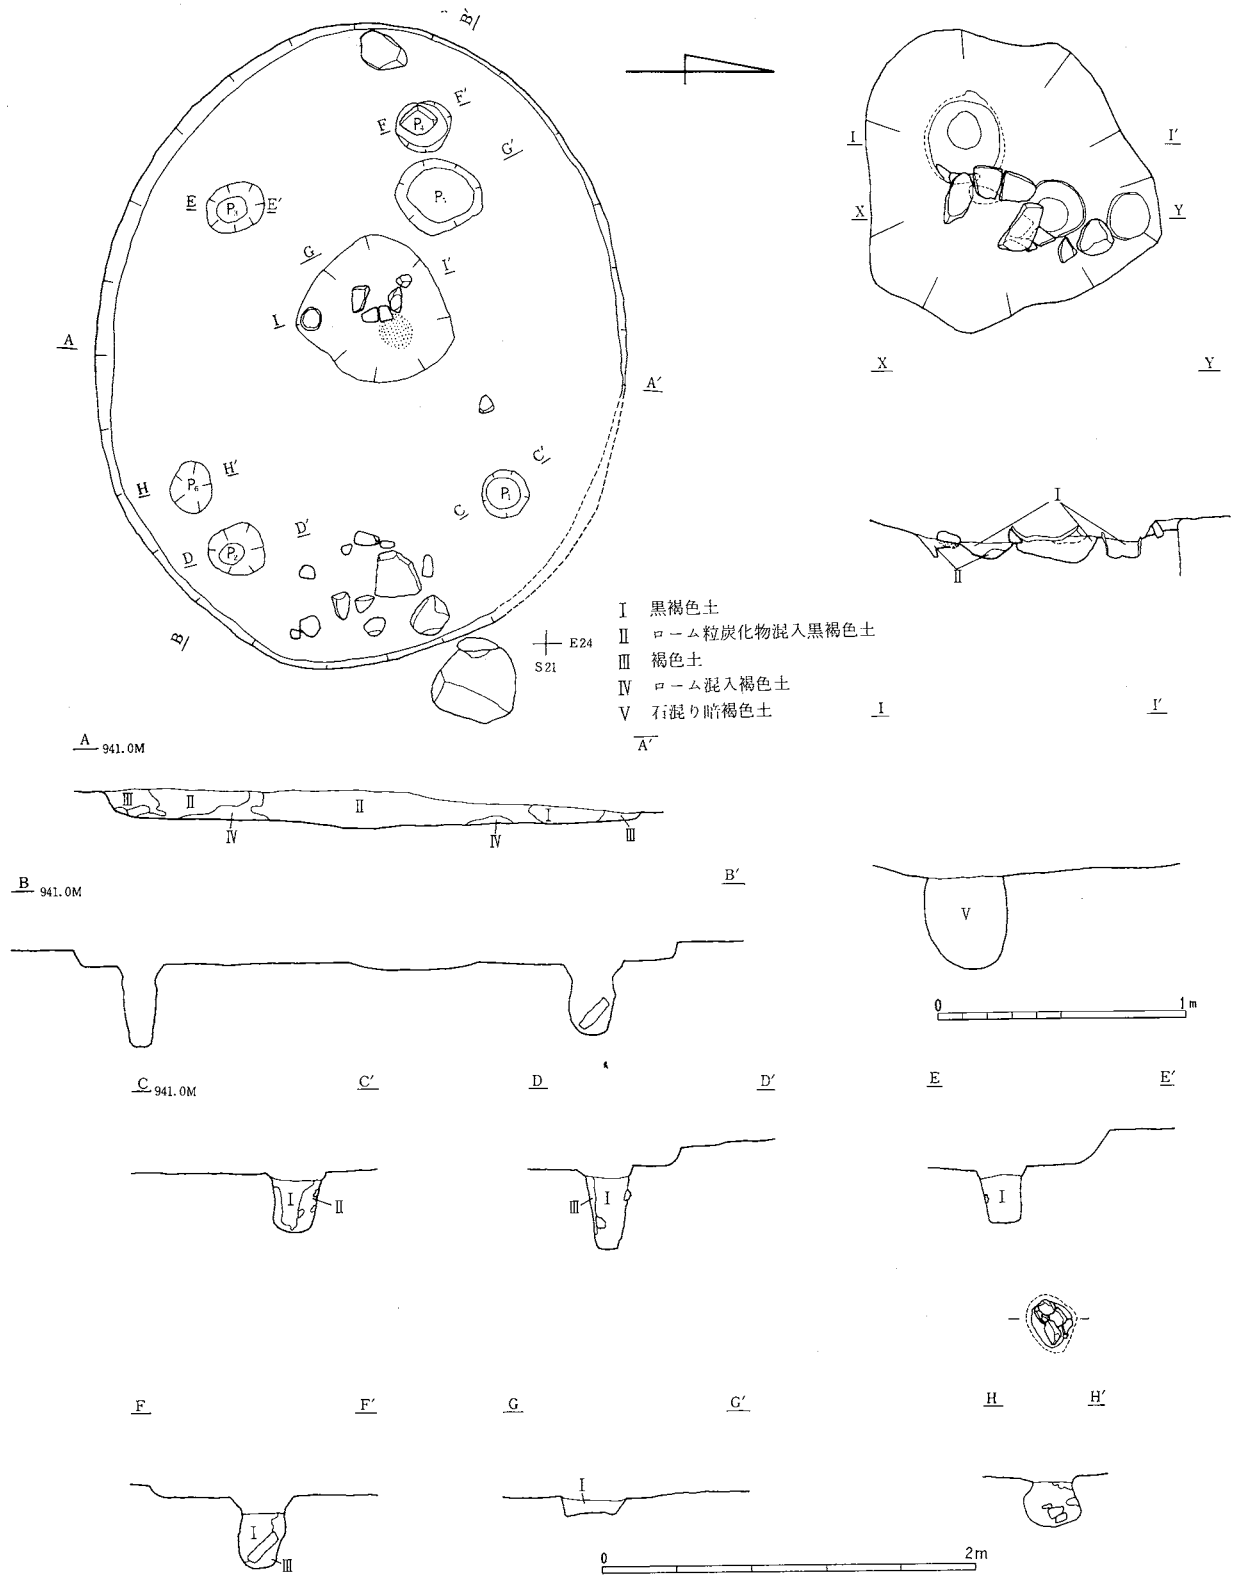 B'
F'
F
P4
G'
I
I'
P5
E
P3
E'
X
Y
G
I'
I
A
X
Y
A'
I
H'
C'
H
P6
P1
C
D'
II
D
P2
I 黒褐色土
II ローム粒炭化物混入黒褐色土
B
E24
S21
III 褐色土
IV ローム混入褐色土
V 石混り暗褐色土
I
I'
A 941.0M
A'
III
II
II
I
IV
IV
III
B 941.0M
B'
V
0
1m
C 941.0M
C'
D
D'
E
E'
I
II
III
I
I
F
F'
G
G'
H
H'
I
I
III
0
2m